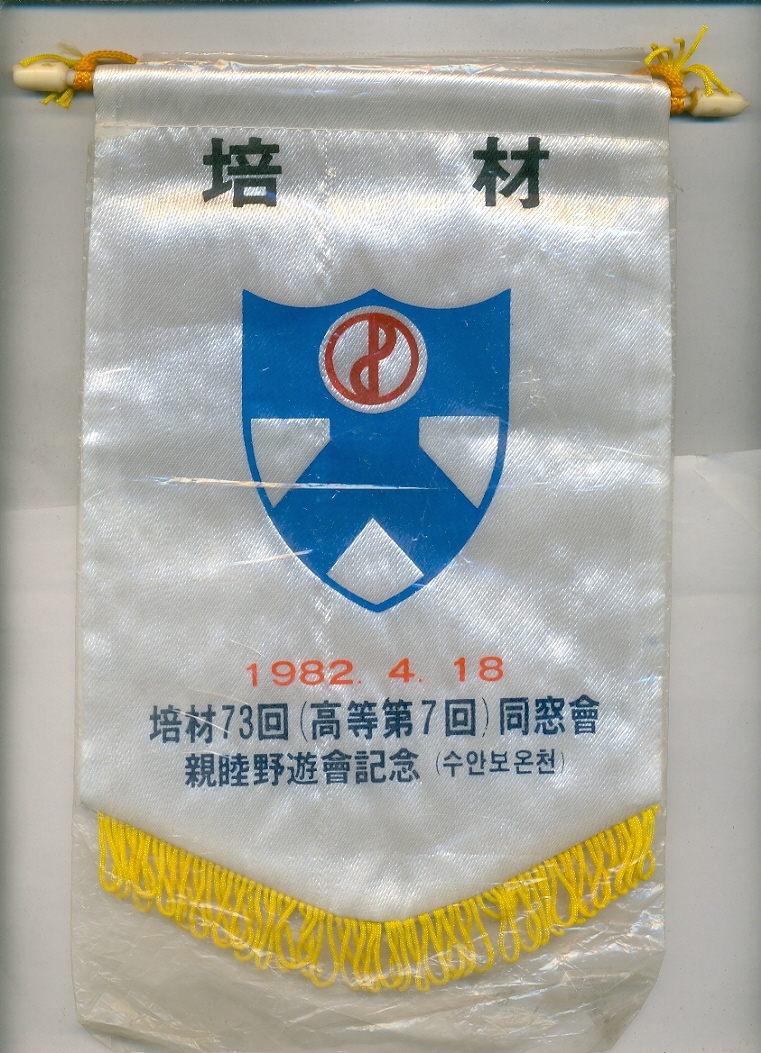 培 材
1982. 4. 18
培材73回(高等第7回)同窓會
親睦野遊會記念 (수안보온천)